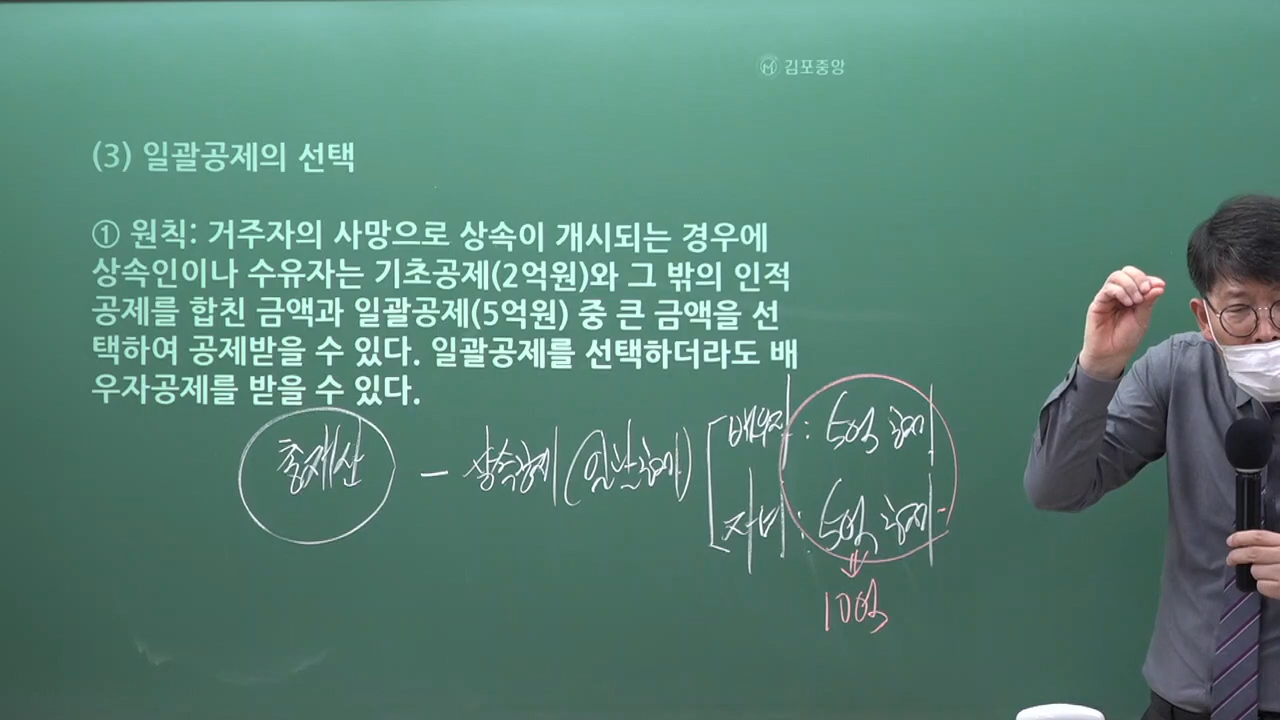 김포중앙
(3) 일괄공제의 선택
① 원칙: 거주자의 사망으로 상속이 개시되는 경우에
상속인이나 수유자는 기초공제(2억원)와 그 밖의 인적
공제를 합친 금액과 일괄공제(5억원) 중 큰 금액을 선
택하여 공제받을 수 있다. 일괄공제를 선택하더라도 배
우자공제를 받을 수 있다.
총재산 - 상속공제 (일괄공제)
배우자 : 5억 공제
자녀 : 5억 공제
10억